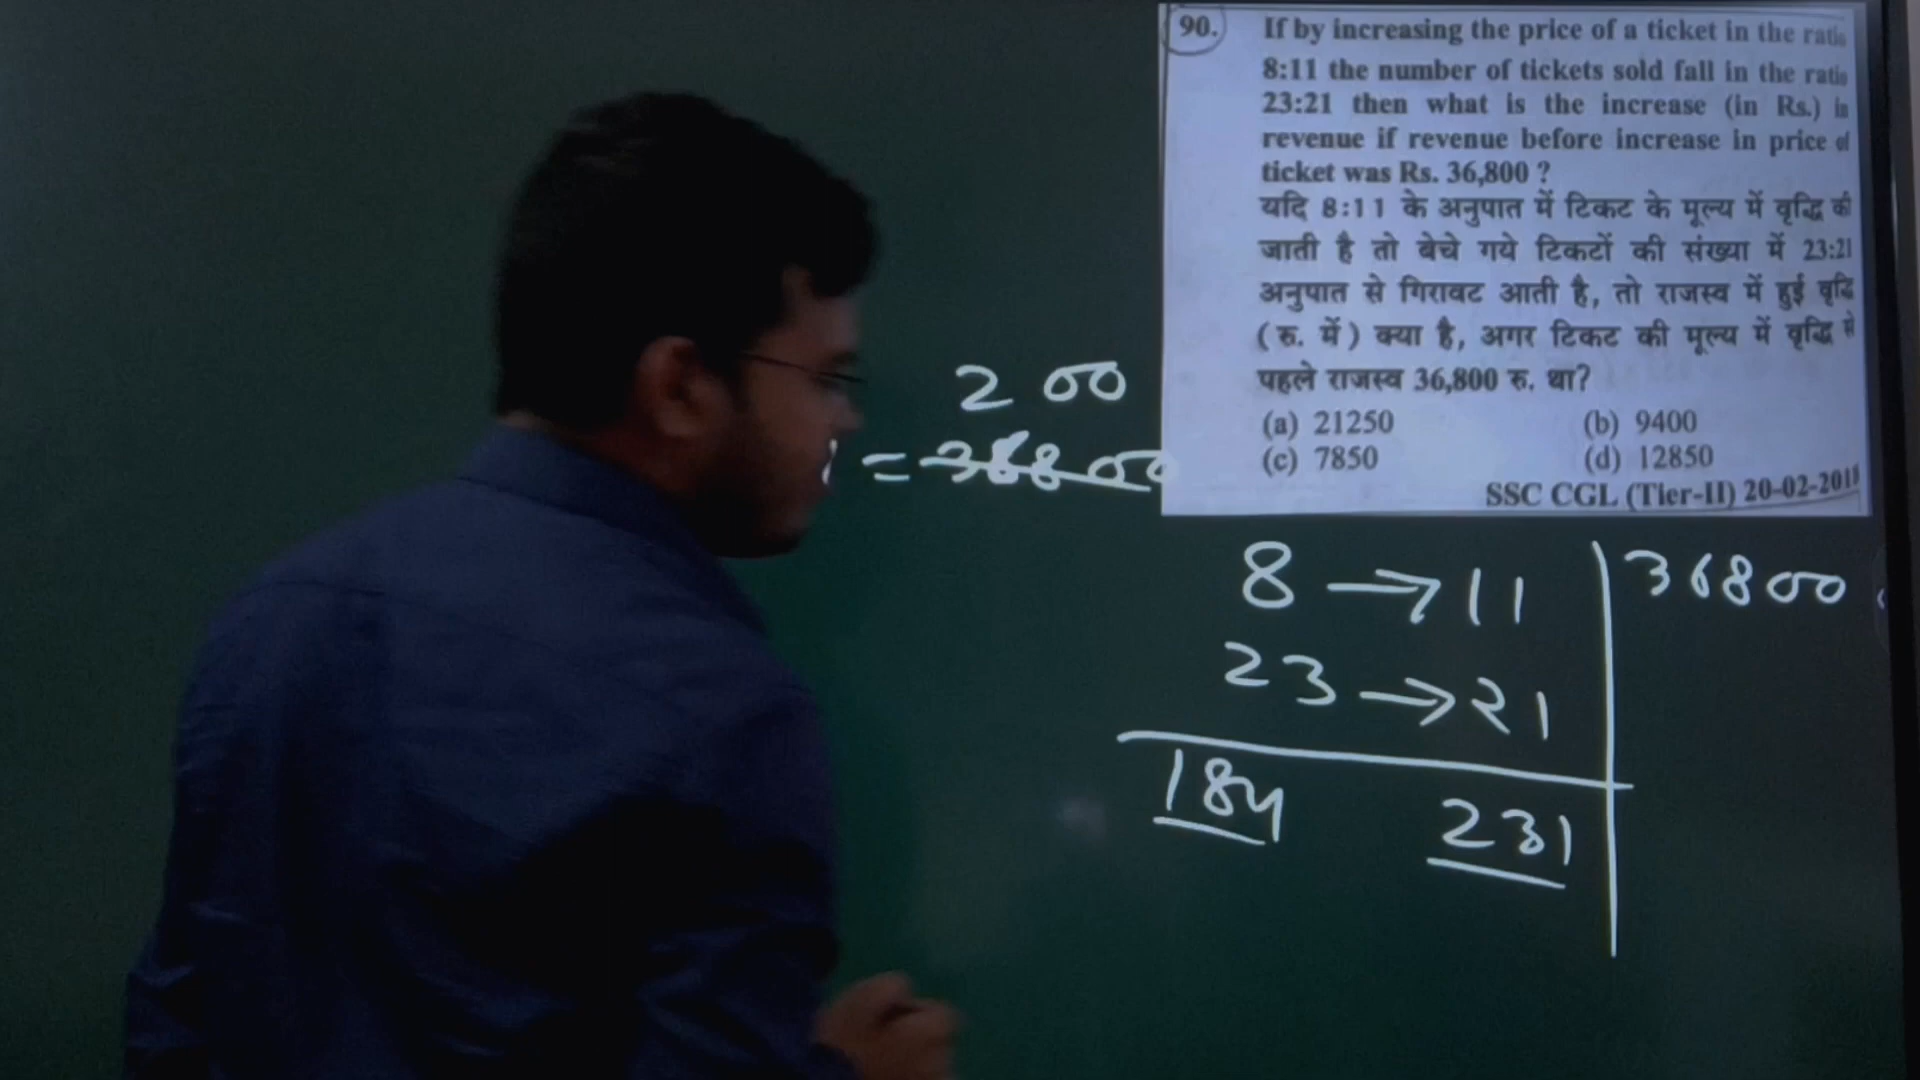 90. If by increasing the price of a ticket in the ratio
8:11 the number of tickets sold fall in the ratio
23:21 then what is the increase (in Rs.) in
revenue if revenue before increase in price of
ticket was Rs. 36,800 ?
यदि 8:11 के अनुपात में टिकट के मूल्य में वृद्धि की
जाती है तो बेचे गये टिकटों की संख्या में 23:21
अनुपात से गिरावट आती है, तो राजस्व में हुई वृद्धि
(रु. में) क्या है, अगर टिकट की मूल्य में वृद्धि से
पहले राजस्व 36,800 रु. था?
(a) 21250 (b) 9400
(c) 7850 (d) 12850
SSC CGL (Tier-II) 20-02-2018
200
= 36800
8 → 11 36800
23 → 21
184 231